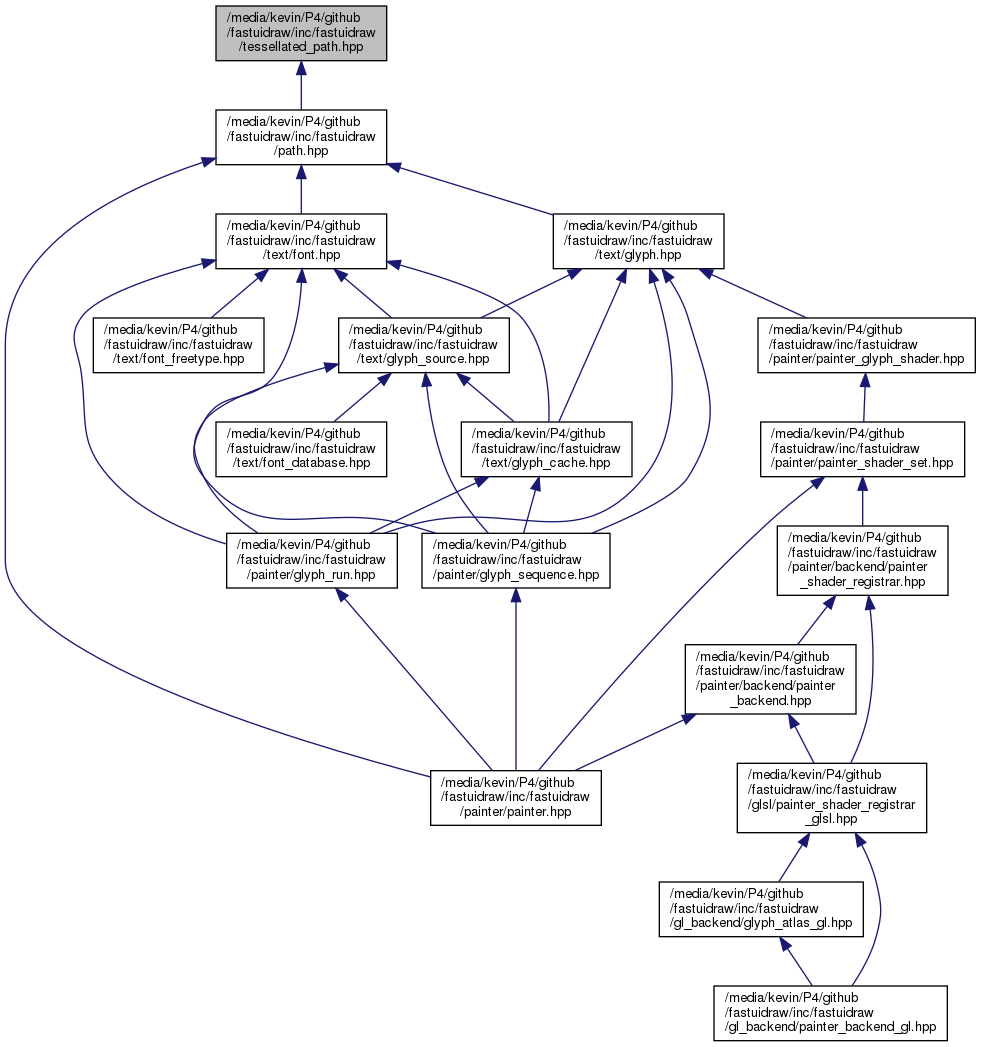 /media/kevin/P4/github
/fastuidraw/inc/fastuidraw
/tessellated_path.hpp
/media/kevin/P4/github
/fastuidraw/inc/fastuidraw
/path.hpp
/media/kevin/P4/github
/fastuidraw/inc/fastuidraw
/text/font.hpp
/media/kevin/P4/github
/fastuidraw/inc/fastuidraw
/text/glyph.hpp
/media/kevin/P4/github
/fastuidraw/inc/fastuidraw
/text/font_freetype.hpp
/media/kevin/P4/github
/fastuidraw/inc/fastuidraw
/text/glyph_source.hpp
/media/kevin/P4/github
/fastuidraw/inc/fastuidraw
/painter/painter_glyph_shader.hpp
/media/kevin/P4/github
/fastuidraw/inc/fastuidraw
/text/font_database.hpp
/media/kevin/P4/github
/fastuidraw/inc/fastuidraw
/text/glyph_cache.hpp
/media/kevin/P4/github
/fastuidraw/inc/fastuidraw
/painter/painter_shader_set.hpp
/media/kevin/P4/github
/fastuidraw/inc/fastuidraw
/painter/glyph_run.hpp
/media/kevin/P4/github
/fastuidraw/inc/fastuidraw
/painter/glyph_sequence.hpp
/media/kevin/P4/github
/fastuidraw/inc/fastuidraw
/painter/backend/painter
_shader_registrar.hpp
/media/kevin/P4/github
/fastuidraw/inc/fastuidraw
/painter/backend/painter
_backend.hpp
/media/kevin/P4/github
/fastuidraw/inc/fastuidraw
/painter/painter.hpp
/media/kevin/P4/github
/fastuidraw/inc/fastuidraw
/glsl/painter_shader_registrar
_glsl.hpp
/media/kevin/P4/github
/fastuidraw/inc/fastuidraw
/gl_backend/glyph_atlas_gl.hpp
/media/kevin/P4/github
/fastuidraw/inc/fastuidraw
/gl_backend/painter_backend_gl.hpp